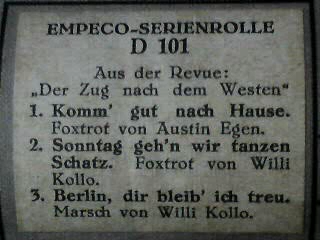 EMPECO-SERIENROLLE
D 101
Aus der Revue:
„Der Zug nach dem Westen“
1. Komm' gut nach Hause.
Foxtrot von Austin Egen.
2. Sonntag geh'n wir tanzen
Schatz. Foxtrot von Willi
Kollo.
3. Berlin, dir bleib' ich treu.
Marsch von Willi Kollo.